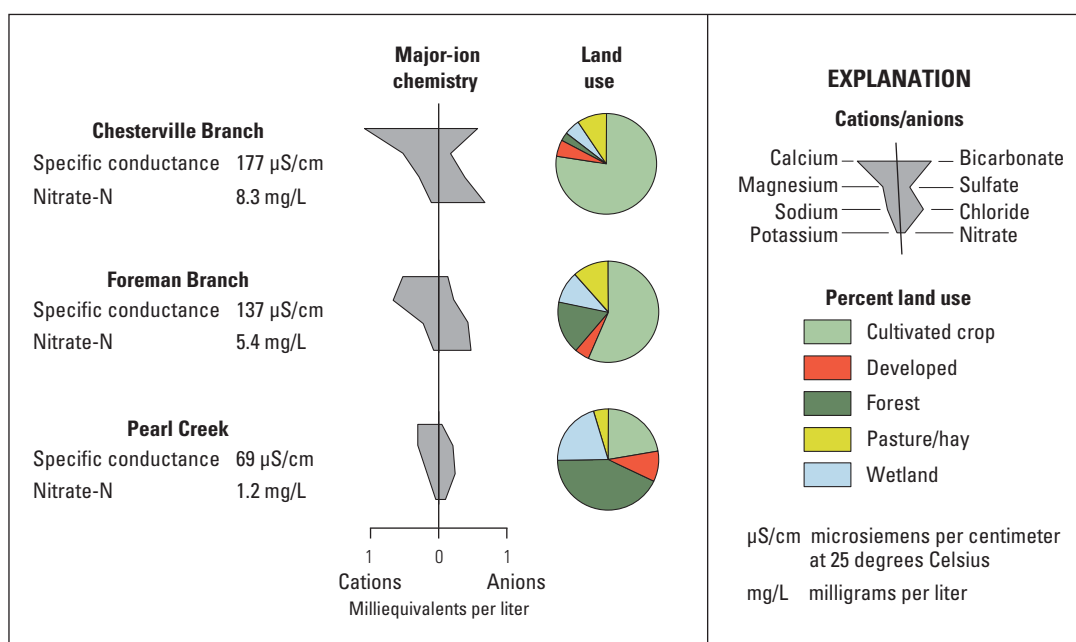 Major-ion
chemistry
Land
use
Chesterville Branch
Specific conductance 177 µS/cm
Nitrate-N 8.3 mg/L
Foreman Branch
Specific conductance 137 µS/cm
Nitrate-N 5.4 mg/L
Pearl Creek
Specific conductance 69 µS/cm
Nitrate-N 1.2 mg/L
1 0 1
Cations Anions
Milliequivalents per liter
EXPLANATION
Cations/anions
Calcium Bicarbonate
Magnesium Sulfate
Sodium Chloride
Potassium Nitrate
Percent land use
Cultivated crop
Developed
Forest
Pasture/hay
Wetland
µS/cm microsiemens per centimeter
at 25 degrees Celsius
mg/L milligrams per liter